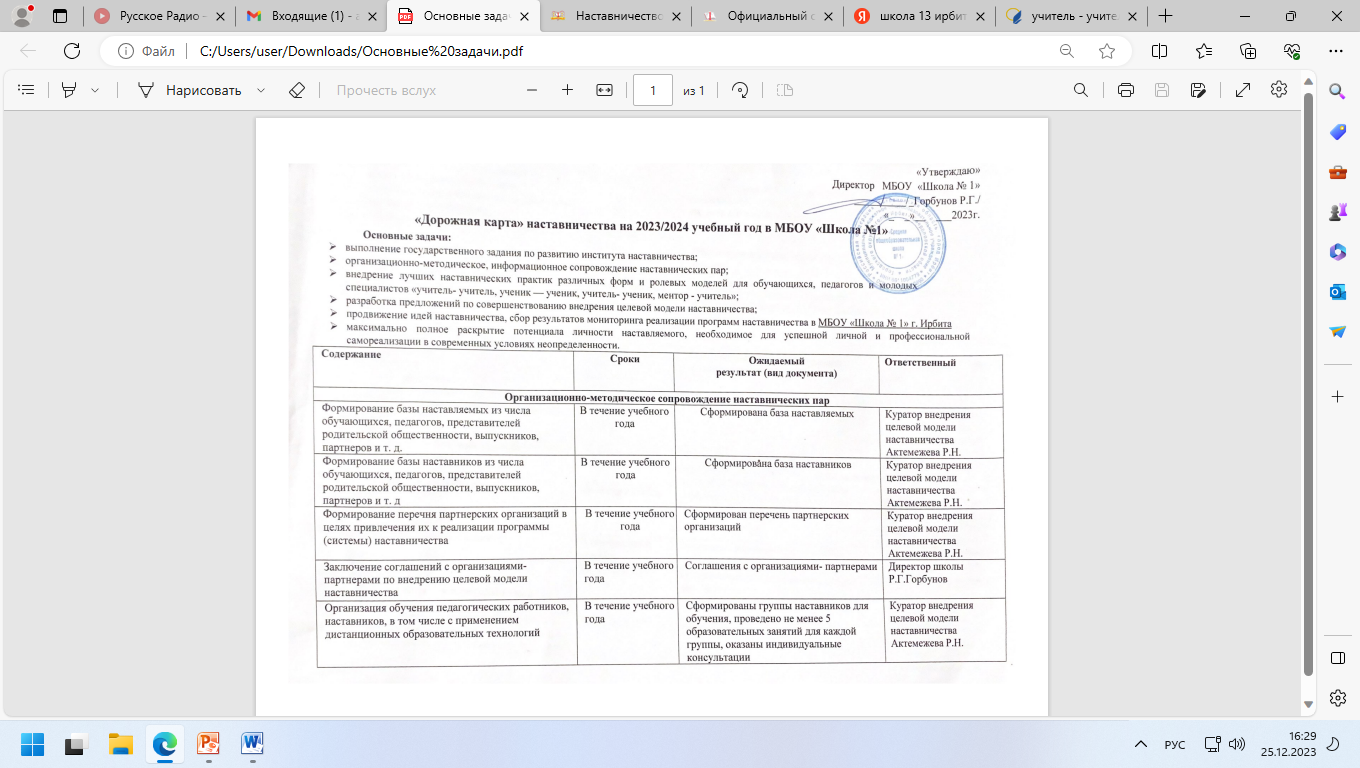 Русское Радио –
Входящие (1) - a
Основные зада
Наставничество
Официальный с
школа 13 ирбит
учитель - учите
Файл
C:/Users/user/Downloads/Основные%20задачи.pdf
Нарисовать
Прочесть вслух
1
из 1
«Утверждаю»
Директор МБОУ «Школа № 1»
/_Горбунов Р.Г./
«_ _»_ ___2023г.
«Дорожная карта» наставничества на 2023/2024 учебный год в МБОУ «Школа №1»
Основные задачи:
➢ выполнение государственного задания по развитию института наставничества;
➢ организационно-методическое, информационное сопровождение наставнических пар;
➢ внедрение лучших наставнических практик различных форм и ролевых моделей для обучающихся, педагогов и молодых
специалистов «учитель- учитель, ученик — ученик, учитель- ученик, ментор - учитель»;
➢ разработка предложений по совершенствованию внедрения целевой модели наставничества;
➢ продвижение идей наставничества, сбор результатов мониторинга реализации программ наставничества в МБОУ «Школа № 1» г. Ирбита
➢ максимально полное раскрытие потенциала личности наставляемого, необходимое для успешной личной и профессиональной
самореализации в современных условиях неопределенности.
Содержание
Сроки
Ожидаемый
результат (вид документа)
Ответственный
Организационно-методическое сопровождение наставнических пар
Формирование базы наставляемых из числа
обучающихся, педагогов, представителей
родительской общественности, выпускников,
партнеров и т. д.
В течение учебного
года
Сформирована база наставляемых
Куратор внедрения
целевой модели
наставничества
Актемежева Р.Н.
Формирование базы наставников из числа
обучающихся, педагогов, представителей
родительской общественности, выпускников,
партнеров и т. д
В течение учебного
года
Сформирована база наставников
Куратор внедрения
целевой модели
наставничества
Актемежева Р.Н.
Формирование перечня партнерских организаций в
целях привлечения их к реализации программы
(системы) наставничества
В течение учебного
года
Сформирован перечень партнерских
организаций
Куратор внедрения
целевой модели
наставничества
Актемежева Р.Н.
Заключение соглашений с организациями-
партнерами по внедрению целевой модели
наставничества
В течение учебного
года
Соглашения с организациями- партнерами
Директор школы
Р.Г.Горбунов
Организация обучения педагогических работников,
наставников, в том числе с применением
дистанционных образовательных технологий
В течение учебного
года
Сформированы группы наставников для
обучения, проведено не менее 5
образовательных занятий для каждой
группы, оказаны индивидуальные
консультации
Куратор внедрения
целевой модели
наставничества
Актемежева Р.Н.
РУС
16:29
25.12.2023